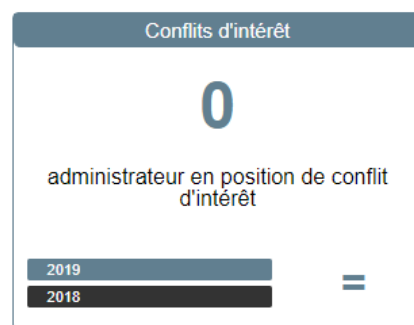 Conflits d'intérêt
0
administrateur en position de conflit
d'intérêt
2019
=
2018